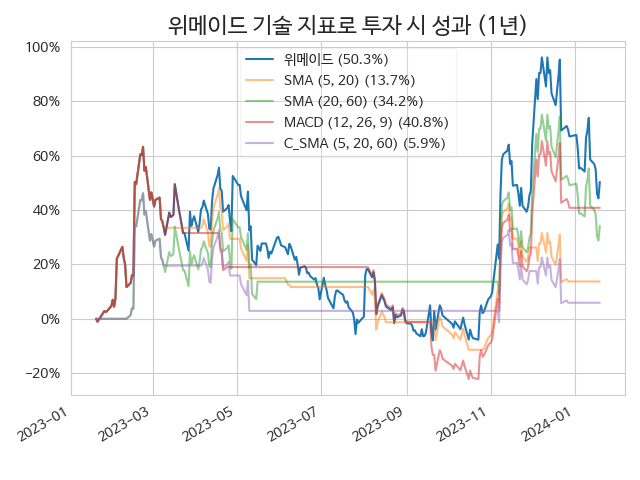 위메이드 기술 지표로 투자 시 성과 (1년)
위메이드 (50.3%)
SMA (5, 20) (13.7%)
SMA (20, 60) (34.2%)
MACD (12, 26, 9) (40.8%)
C_SMA (5, 20, 60) (5.9%)
100%
80%
60%
40%
20%
0%
−20%
2023−01
2023−03
2023−05
2023−07
2023−09
2023−11
2024−01